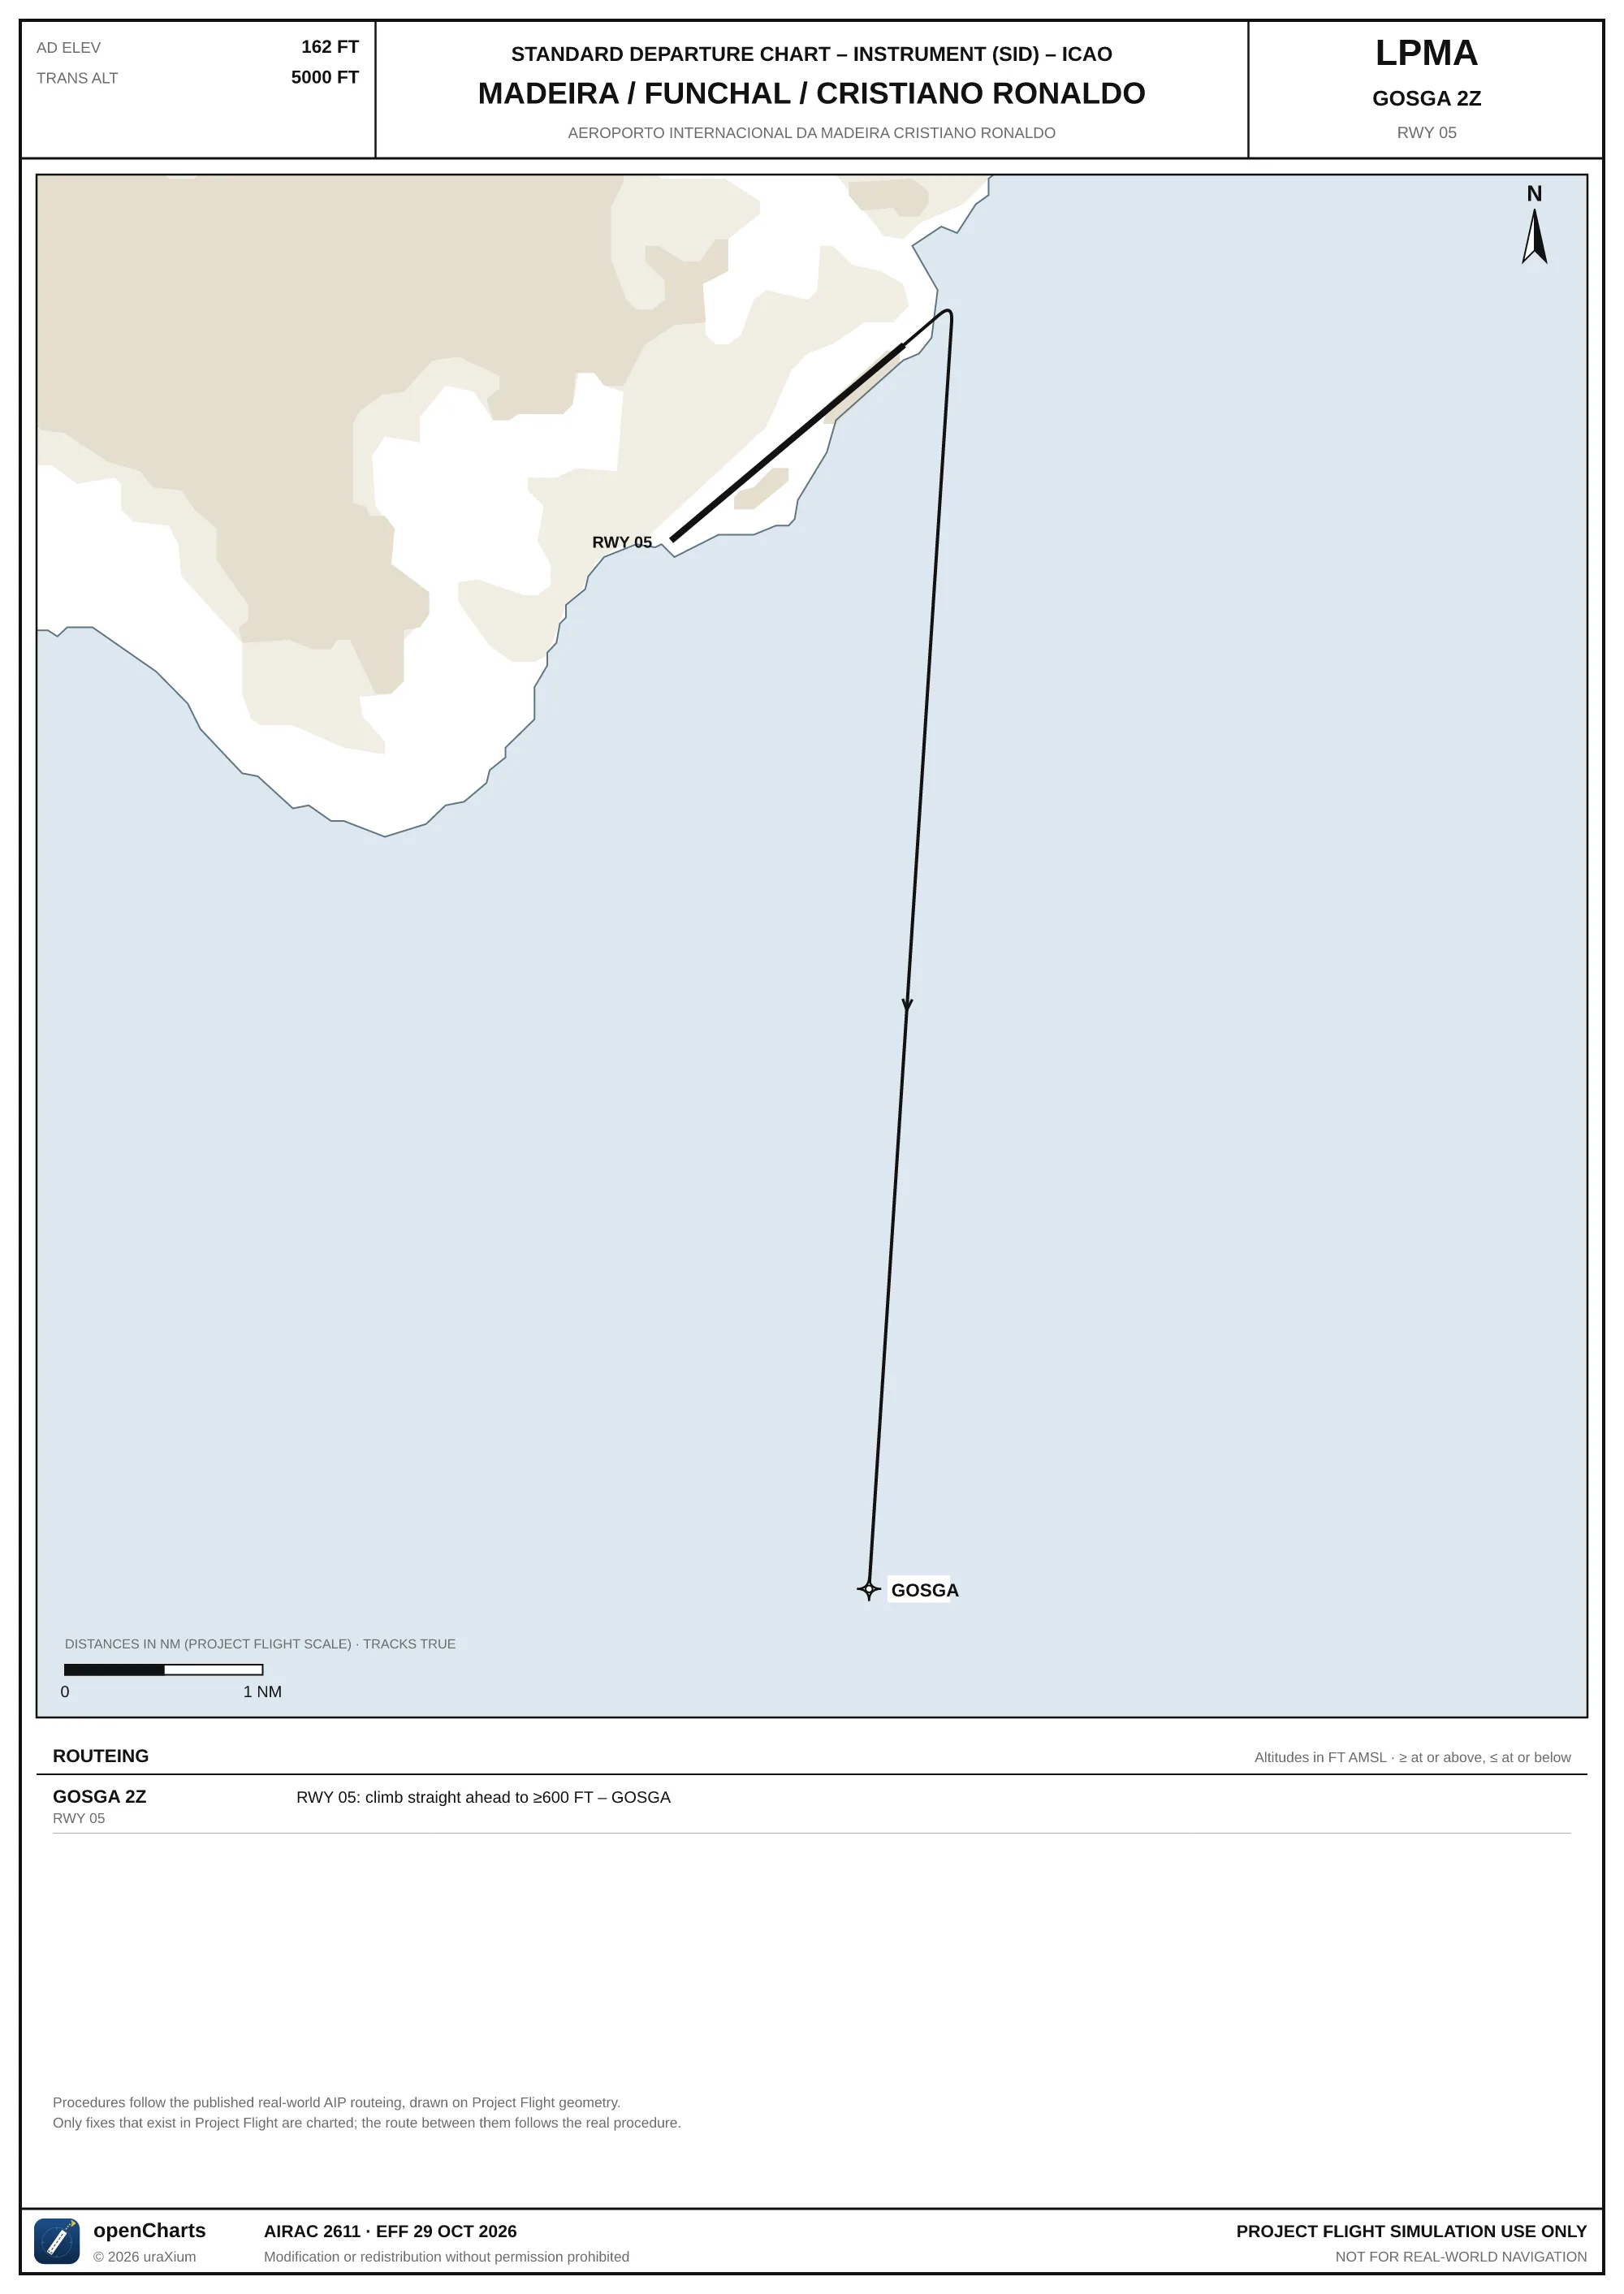 AD ELEV 162 FT
TRANS ALT 5000 FT
STANDARD DEPARTURE CHART – INSTRUMENT (SID) – ICAO
MADEIRA / FUNCHAL / CRISTIANO RONALDO
AEROPORTO INTERNACIONAL DA MADEIRA CRISTIANO RONALDO
LPMA
GOSGA 2Z
RWY 05
N
RWY 05
GOSGA
DISTANCES IN NM (PROJECT FLIGHT SCALE) · TRACKS TRUE
0 1 NM
ROUTEING
Altitudes in FT AMSL · ≥ at or above, ≤ at or below
GOSGA 2Z RWY 05: climb straight ahead to ≥600 FT – GOSGA
RWY 05
Procedures follow the published real-world AIP routeing, drawn on Project Flight geometry.
Only fixes that exist in Project Flight are charted; the route between them follows the real procedure.
openCharts
© 2026 uraXium
AIRAC 2611 · EFF 29 OCT 2026
Modification or redistribution without permission prohibited
PROJECT FLIGHT SIMULATION USE ONLY
NOT FOR REAL-WORLD NAVIGATION